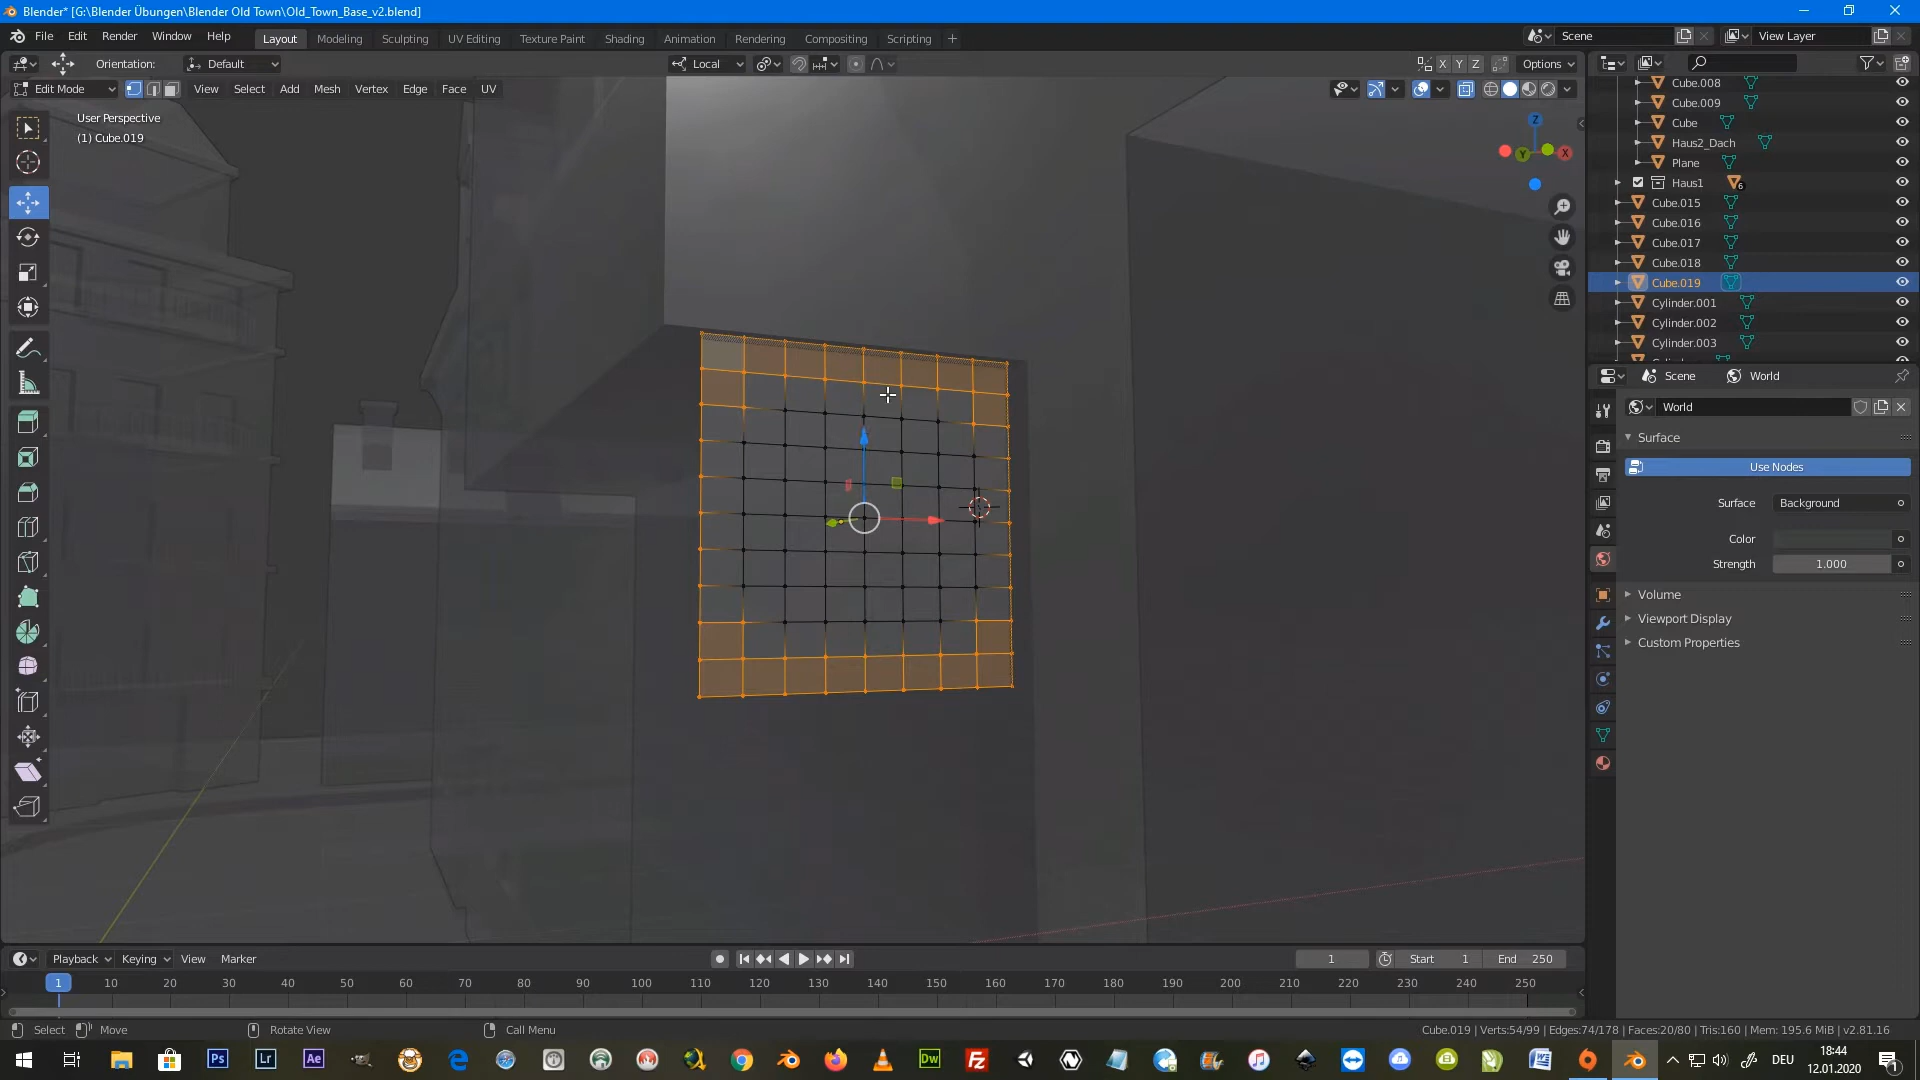 Blender* [G:\Blender Übungen\Blender Old Town\Old_Town_Base_v2.blend]
File Edit Render Window Help
Layout Modeling Sculpting UV Editing Texture Paint Shading Animation Rendering Compositing Scripting +
Scene View Layer
Orientation: Default Local X Y Z Options
Edit Mode View Select Add Mesh Vertex Edge Face UV
User Perspective
(1) Cube.019
Z
Y
X
Cube.008
Cube.009
Cube
Haus2_Dach
Plane
Haus1 6
Cube.015
Cube.016
Cube.017
Cube.018
Cube.019
Cylinder.001
Cylinder.002
Cylinder.003
Scene World
World
Surface
Use Nodes
Surface Background
Color
Strength 1.000
Volume
Viewport Display
Custom Properties
Playback Keying View Marker
1 Start 1 End 250
1 10 20 30 40 50 60 70 80 90 100 110 120 130 140 150 160 170 180 190 200 210 220 230 240 250
Select Move Rotate View Call Menu
Cube.019 | Verts:54/99 | Edges:74/178 | Faces:20/80 | Tris:160 | Mem: 195.6 MiB | v2.81.16
Ps Lr Ae Dw Fz W DEU
18:44
12.01.2020
1